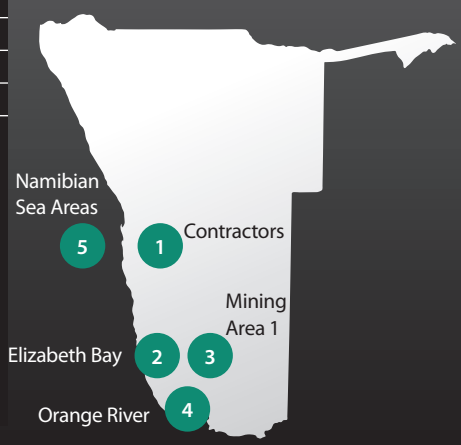 Namibian
Sea Areas
5
1
Contractors
Mining
Area 1
Elizabeth Bay
2
3
Orange River
4